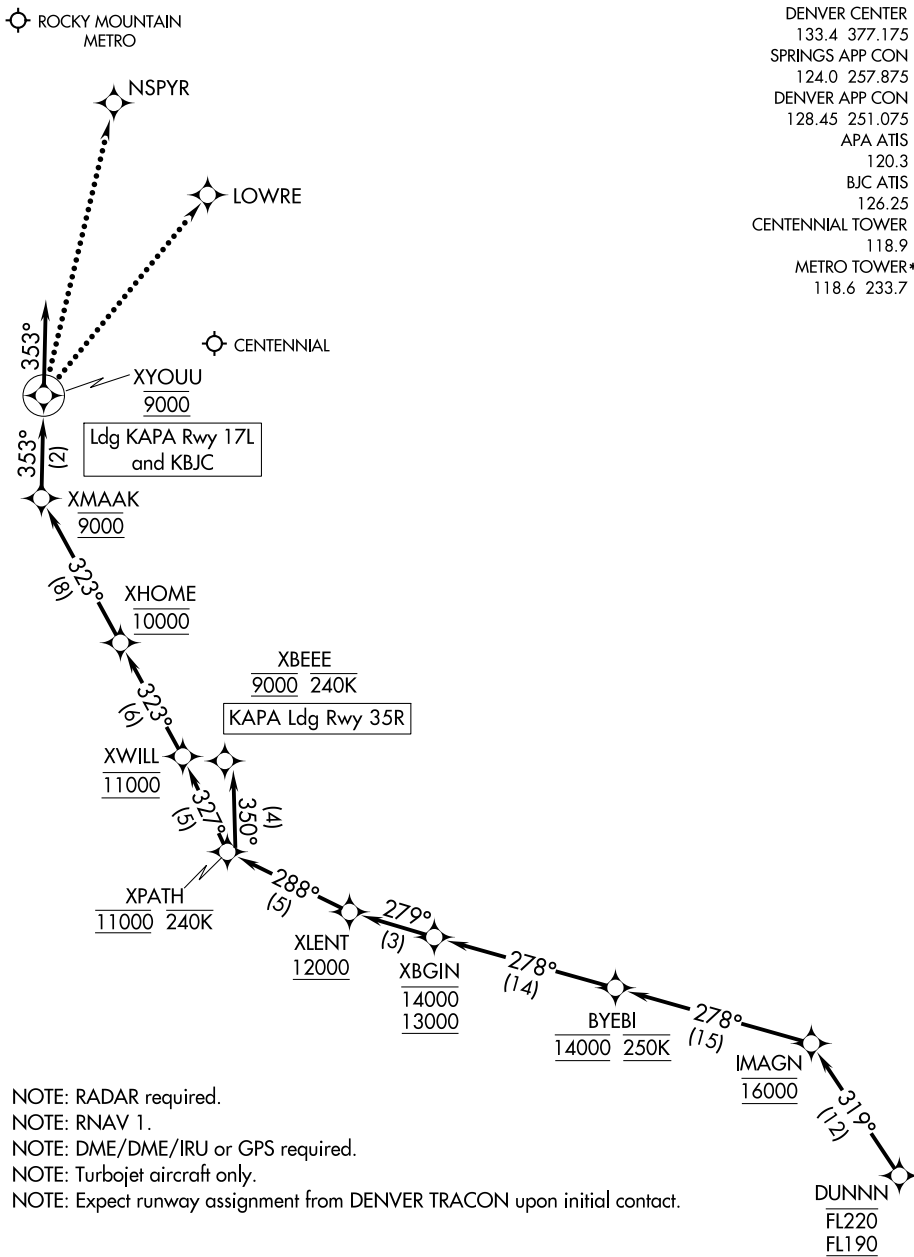 ROCKY MOUNTAIN
METRO
DENVER CENTER
133.4 377.175
SPRINGS APP CON
124.0 257.875
DENVER APP CON
128.45 251.075
APA ATIS
120.3
BJC ATIS
126.25
CENTENNIAL TOWER
118.9
METRO TOWER*
118.6 233.7
NSPYR
LOWRE
CENTENNIAL
353°
XYOUU
9000
Ldg KAPA Rwy 17L
and KBJC
353°
(2)
XMAAK
9000
323°
(8)
XHOME
10000
323°
(6)
XBEEE
9000 240K
KAPA Ldg Rwy 35R
XWILL
11000
327°
(5)
350°
(4)
XPATH
11000 240K
288°
(5)
XLENT
12000
279°
(3)
XBGIN
14000
13000
278°
(14)
BYEBI
14000 250K
278°
(15)
IMAGN
16000
319°
(12)
DUNNN
FL220
FL190
NOTE: RADAR required.
NOTE: RNAV 1.
NOTE: DME/DME/IRU or GPS required.
NOTE: Turbojet aircraft only.
NOTE: Expect runway assignment from DENVER TRACON upon initial contact.